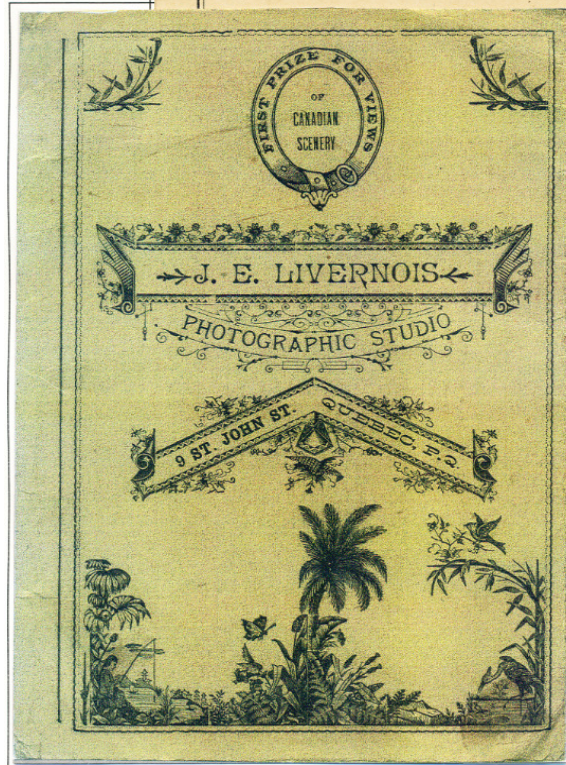 FIRST PRIZE FOR VIEWS
OF
CANADIAN
SCENERY
J. E. LIVERNOIS
PHOTOGRAPHIC STUDIO
9 ST. JOHN ST. QUEBEC, P.Q.